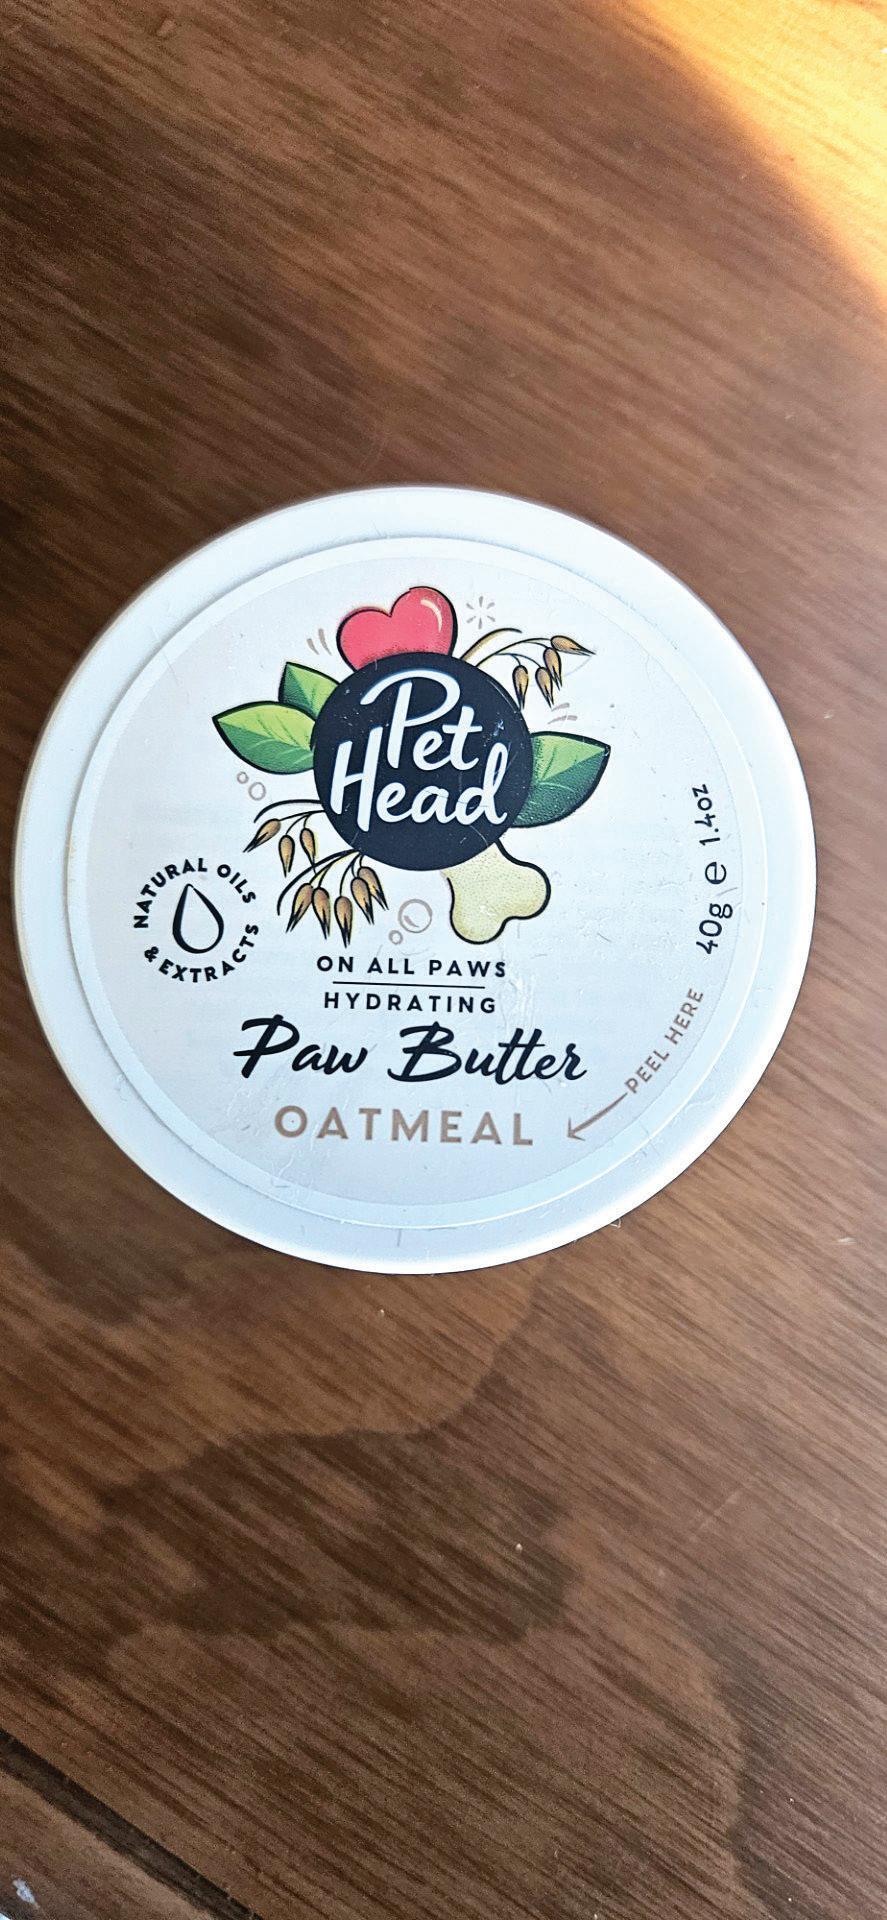 Pet
Head
NATURAL OILS
& EXTRACTS
ON ALL PAWS
HYDRATING
Paw Butter
OATMEAL
PEEL HERE
40g e 1.4oz